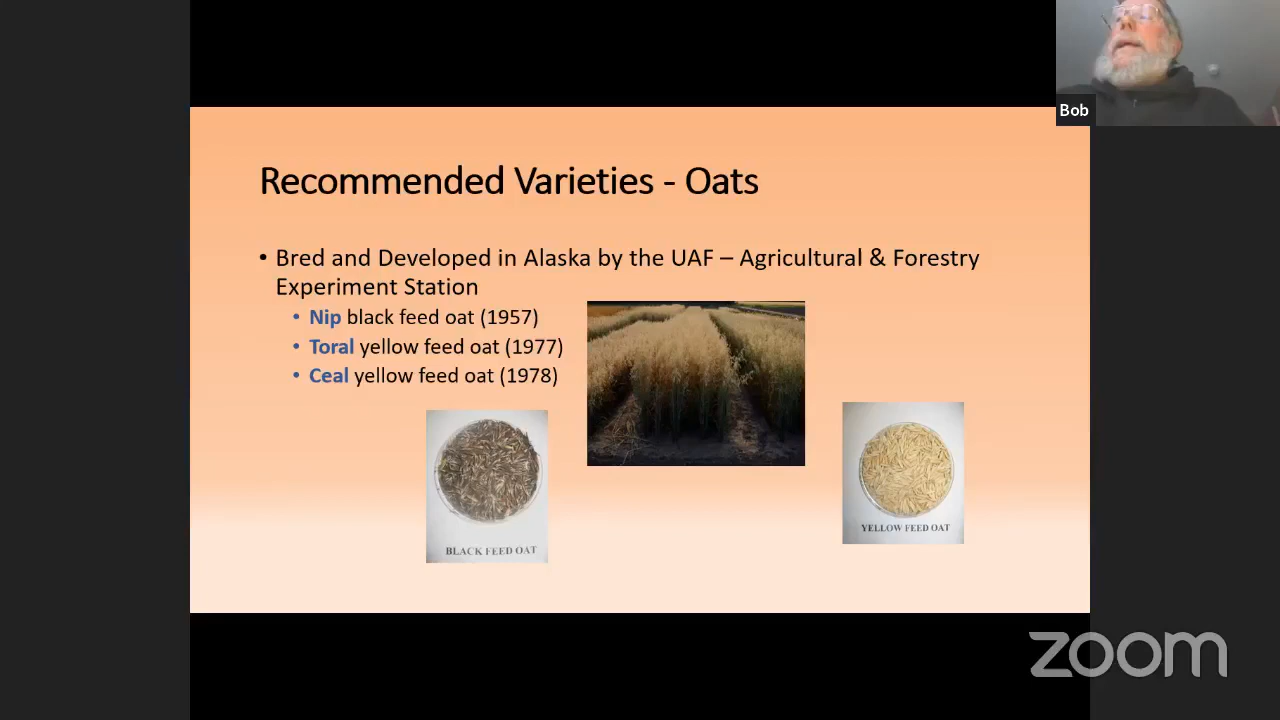 Bob
Recommended Varieties - Oats
• Bred and Developed in Alaska by the UAF – Agricultural & Forestry
Experiment Station
• Nip black feed oat (1957)
• Toral yellow feed oat (1977)
• Ceal yellow feed oat (1978)
BLACK FEED OAT
YELLOW FEED OAT
zoom